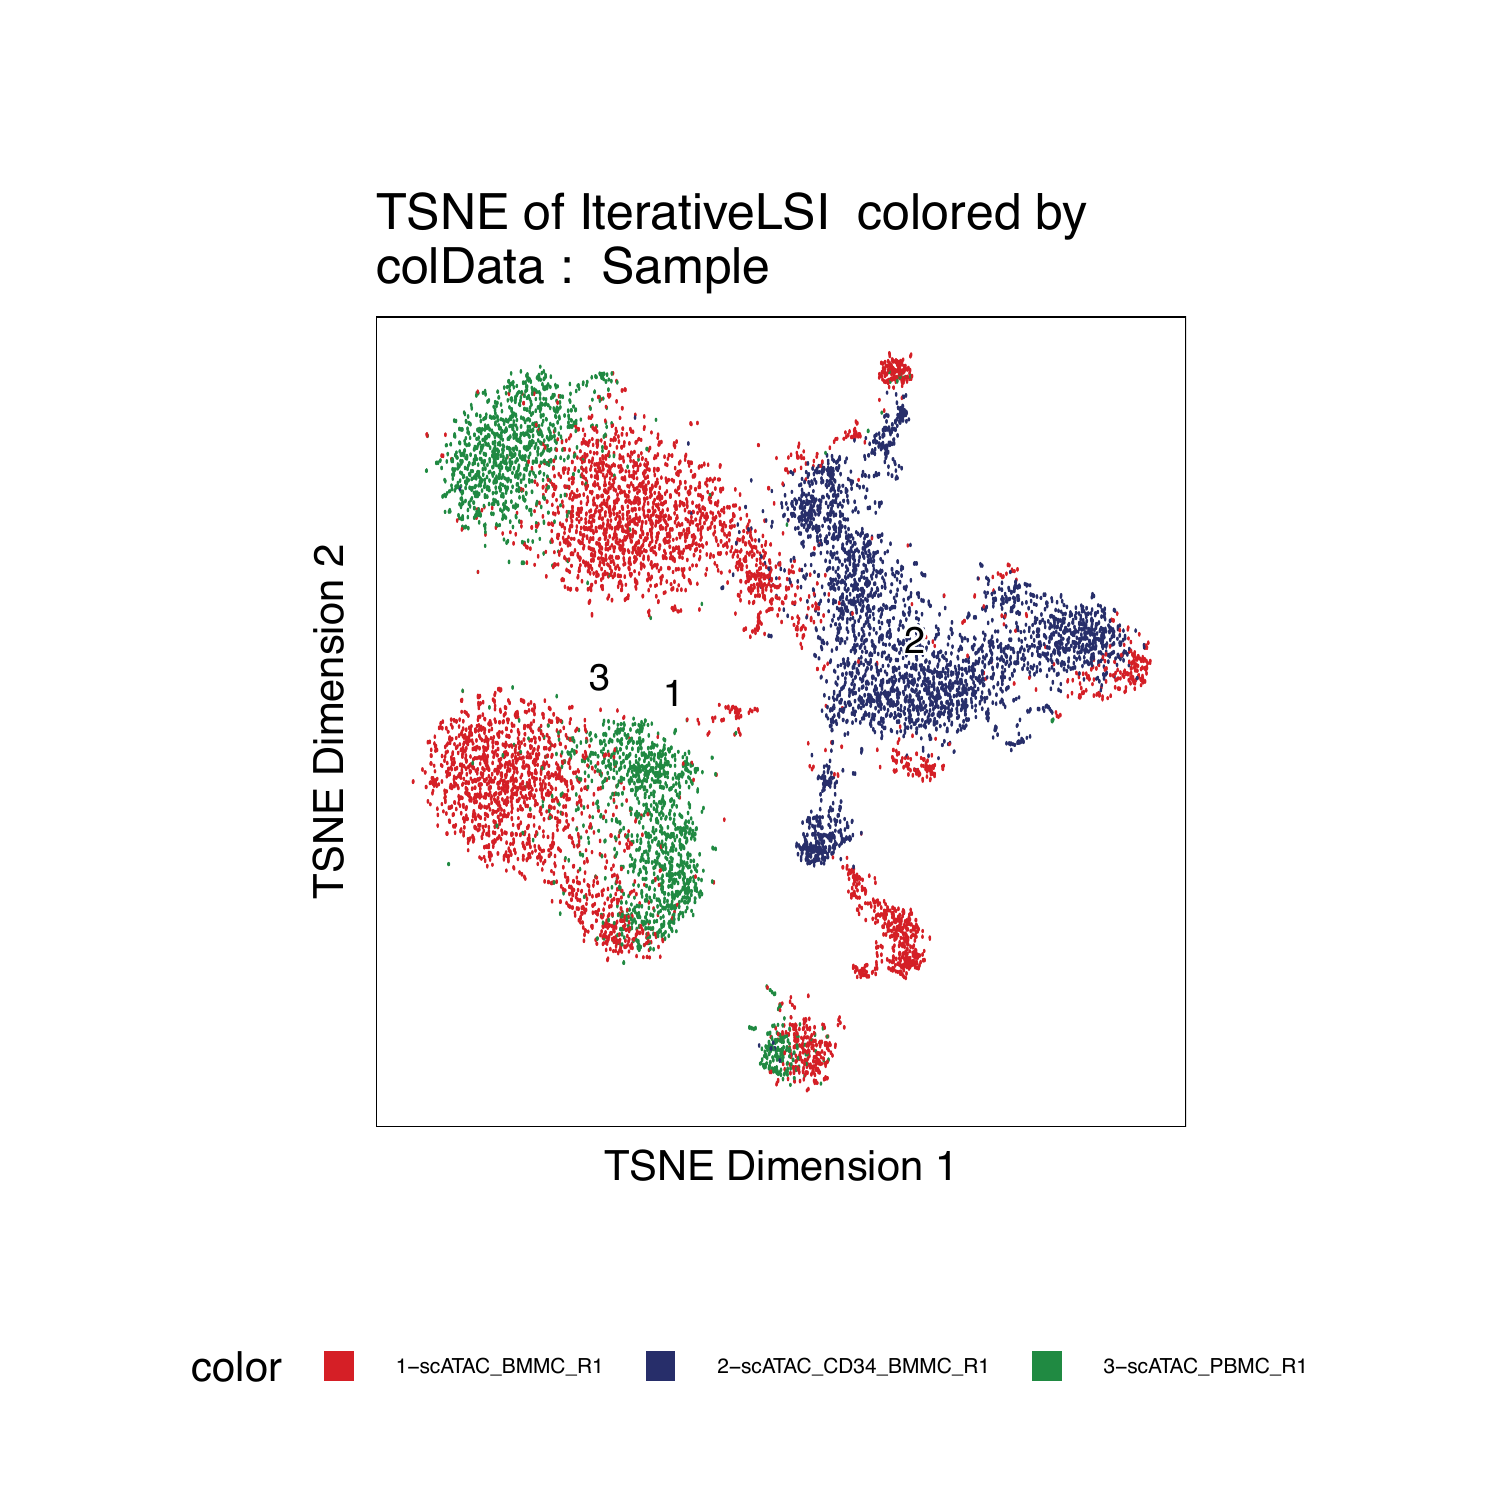 TSNE of IterativeLSI  colored by
colData :  Sample
TSNE Dimension 2
2
3
1
TSNE Dimension 1
color
1−scATAC_BMMC_R1
2−scATAC_CD34_BMMC_R1
3−scATAC_PBMC_R1